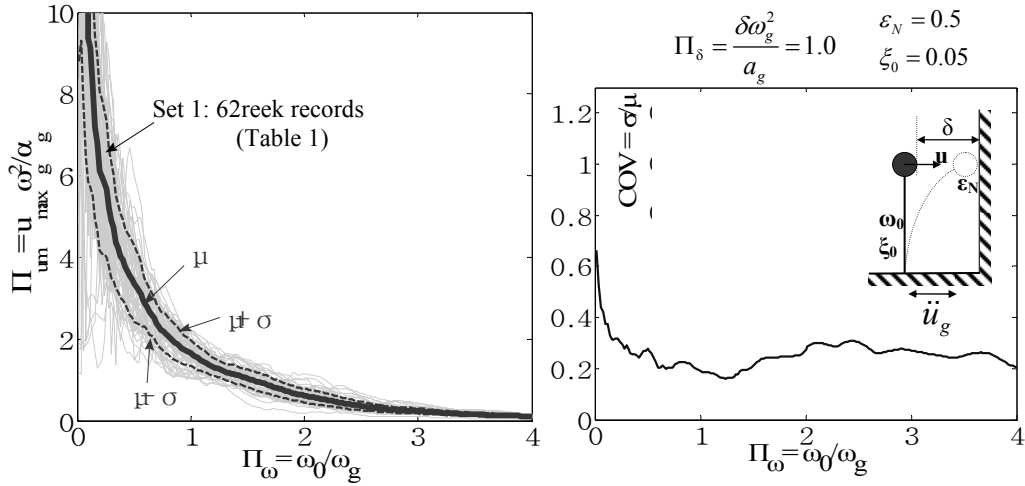 10
8
6
4
2
0
Π_um = u_max ω_g²/α_g
Set 1: 62reek records
(Table 1)
μ
μ+σ
μ-σ
0 1 2 3 4
Π_ω=ω_0/ω_g
Π_δ = δω_g²/a_g = 1.0
ε_N = 0.5
ξ_0 = 0.05
1.2
1
0.8
0.6
0.4
0.2
0
COV = σ/μ
δ
u
ε_N
ω_0
ξ_0
ü_g
0 1 2 3 4
Π_ω=ω_0/ω_g